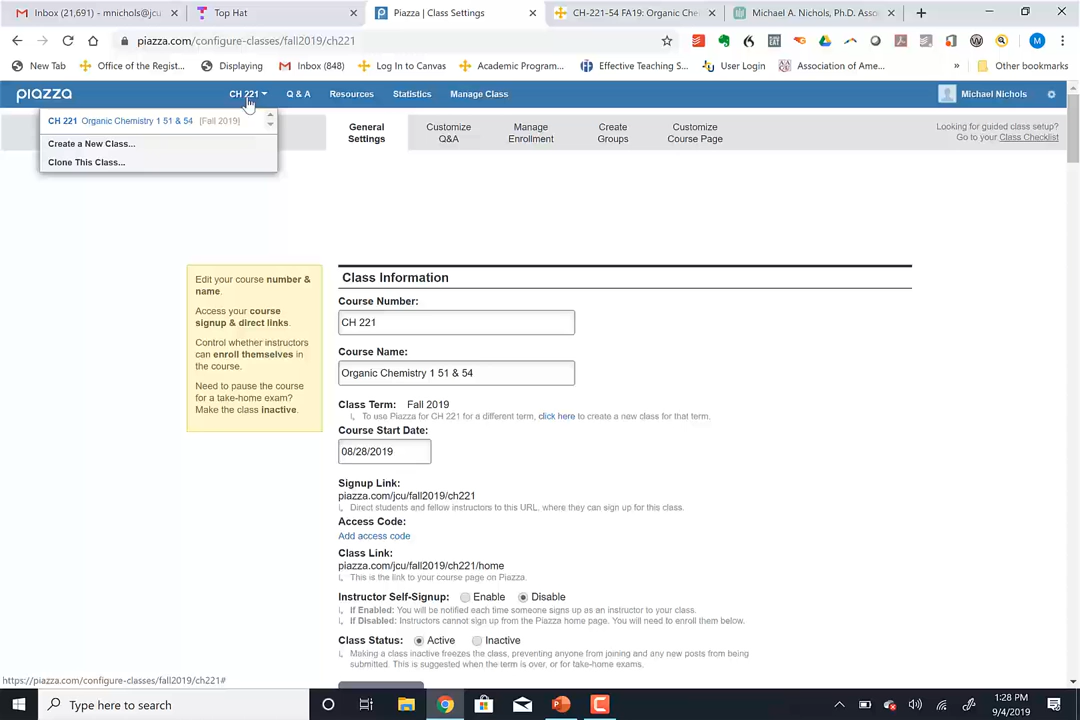 Inbox (21,691) - mnichols@jcu
Top Hat
Piazza | Class Settings
CH-221-54 FA19: Organic Che
Michael A. Nichols, Ph.D. Asso
piazza.com/configure-classes/fall2019/ch221
New Tab
Office of the Regist...
Displaying
Inbox (848)
Log In to Canvas
Academic Program...
Effective Teaching S...
User Login
Association of Ame...
»
Other bookmarks
piazza
CH 221
Q & A
Resources
Statistics
Manage Class
Michael Nichols
CH 221 Organic Chemistry 1 51 & 54 [Fall 2019]
Create a New Class...
Clone This Class...
General
Settings
Customize
Q&A
Manage
Enrollment
Create
Groups
Customize
Course Page
Looking for guided class setup?
Go to your Class Checklist
Edit your course number &
name.
Access your course
signup & direct links.
Control whether instructors
can enroll themselves in
the course.
Need to pause the course
for a take-home exam?
Make the class inactive.
Class Information
Course Number:
CH 221
Course Name:
Organic Chemistry 1 51 & 54
Class Term: Fall 2019
To use Piazza for CH 221 for a different term, click here to create a new class for that term.
Course Start Date:
08/28/2019
Signup Link:
piazza.com/jcu/fall2019/ch221
Direct students and fellow instructors to this URL, where they can sign up for this class.
Access Code:
Add access code
Class Link:
piazza.com/jcu/fall2019/ch221/home
This is the link to your course page on Piazza.
Instructor Self-Signup: Enable Disable
If Enabled: You will be notified each time someone signs up as an instructor to your class.
If Disabled: Instructors cannot sign up from the Piazza home page. You will need to enroll them below.
Class Status: Active Inactive
Making a class inactive freezes the class, preventing anyone from joining and any new posts from being
submitted. This is suggested when the term is over, or for take-home exams.
https://piazza.com/configure-classes/fall2019/ch221#
Type here to search
1:28 PM
9/4/2019